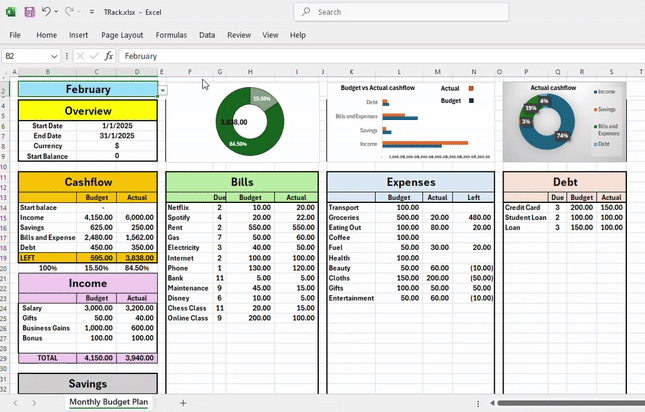 TRack.xlsx - Excel
Search
File Home Insert Page Layout Formulas Data Review View Help
B2 fx February
A B C D E F G H I J K L M N O P Q R S T
February
Overview
Start Date 1/1/2025
End Date 31/1/2025
Currency $
Start Balance 0
15.50%
3,838.00
84.50%
Budget vs Actual cashflow
Actual
Budget
Debt
Bills and Expenses
Savings
Income
Actual cashflow
4%
19%
3%
74%
Income
Savings
Bills and Expenses
Debt
Cashflow
Budget Actual
Start balace -
Income 4,150.00 6,000.00
Savings 625.00 250.00
Bills and Expense 2,480.00 1,562.00
Debt 450.00 350.00
LEFT 595.00 3,838.00
100% 15.50% 84.50%
Income
Budget Actual
Salary 3,000.00 3,200.00
Gifts 50.00 40.00
Business Gains 1,000.00 600.00
Bonus 100.00 100.00
TOTAL 4,150.00 3,940.00
Savings
Bills
Due Budget Actual
Netflix 2 10.00 20.00
Spotify 4 20.00 22.00
Rent 2 550.00 550.00
Gas 7 50.00 60.00
Electricity 3 40.00 50.00
Internet 2 100.00 100.00
Phone 1 130.00 120.00
Bank 11 5.00 5.00
Maintenance 9 45.00 15.00
Disney 6 10.00 5.00
Chess Class 11 20.00 15.00
Online Class 9 200.00 100.00
Expenses
Budget Actual Left
Transport 100.00
Groceries 500.00 20.00 480.00
Eating Out 100.00 80.00 20.00
Coffee 100.00
Fuel 50.00 30.00 20.00
Health 100.00
Beauty 50.00 60.00 (10.00)
Cloths 150.00 200.00 (50.00)
Gifts 100.00 50.00 50.00
Entertainment 50.00 60.00 (10.00)
Debt
Due Budget Actual
Credit Card 3 200.00 150.00
Student Loan 2 100.00 100.00
Loan 3 150.00 100.00
Monthly Budget Plan